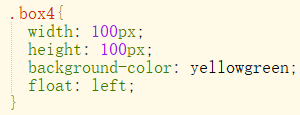 .box4{
width: 100px;
height: 100px;
background-color: yellowgreen;
float: left;
}